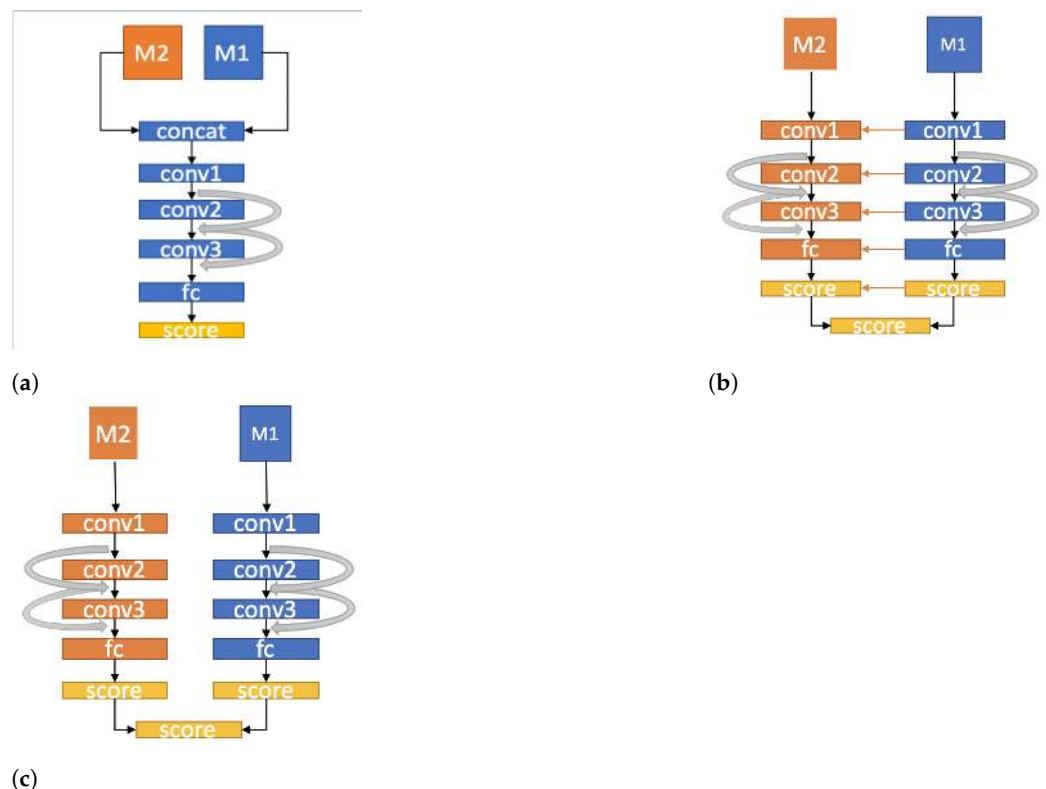 M2 M1
concat
conv1
conv2
conv3
fc
score
(a)
M2 M1
conv1 conv1
conv2 conv2
conv3 conv3
fc fc
score score
score
(b)
M2 M1
conv1 conv1
conv2 conv2
conv3 conv3
fc fc
score score
score
(c)